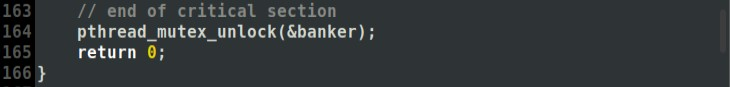 163    // end of critical section
164    pthread_mutex_unlock(&banker);
165    return 0;
166 }